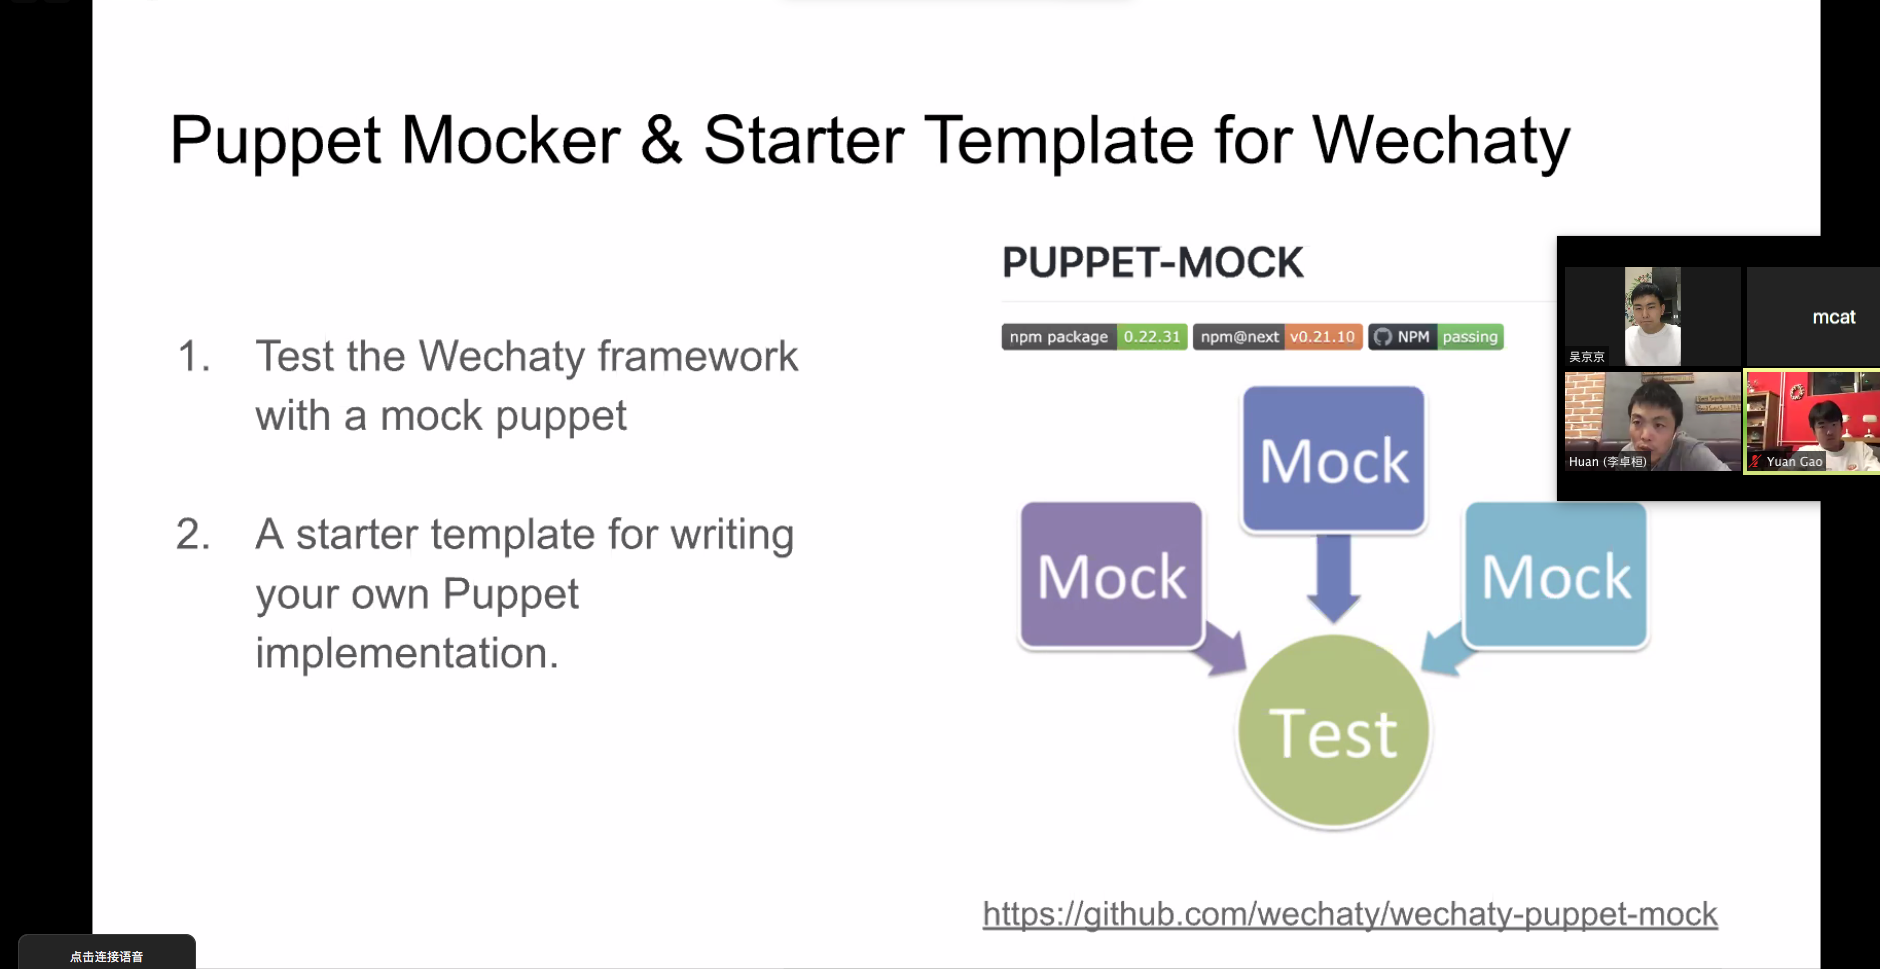 Puppet Mocker & Starter Template for Wechaty
1. Test the Wechaty framework
with a mock puppet
2. A starter template for writing
your own Puppet
implementation.
PUPPET-MOCK
npm package 0.22.31 npm@next v0.21.10 NPM passing
Mock
Mock
Mock
Test
https://github.com/wechaty/wechaty-puppet-mock
吴京京
mcat
Huan (李卓桓)
Yuan Gao
点击连接语音